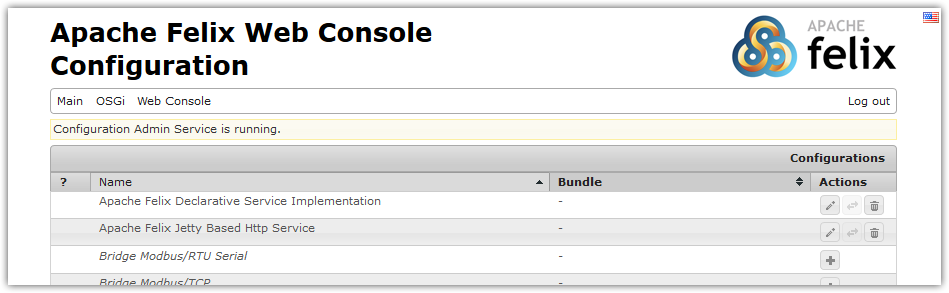 Apache Felix Web Console
Configuration
APACHE
felix
Main OSGi Web Console Log out
Configuration Admin Service is running.
Configurations
? Name Bundle Actions
Apache Felix Declarative Service Implementation -
Apache Felix Jetty Based Http Service -
Bridge Modbus/RTU Serial -
Bridge Modbus/TCP -